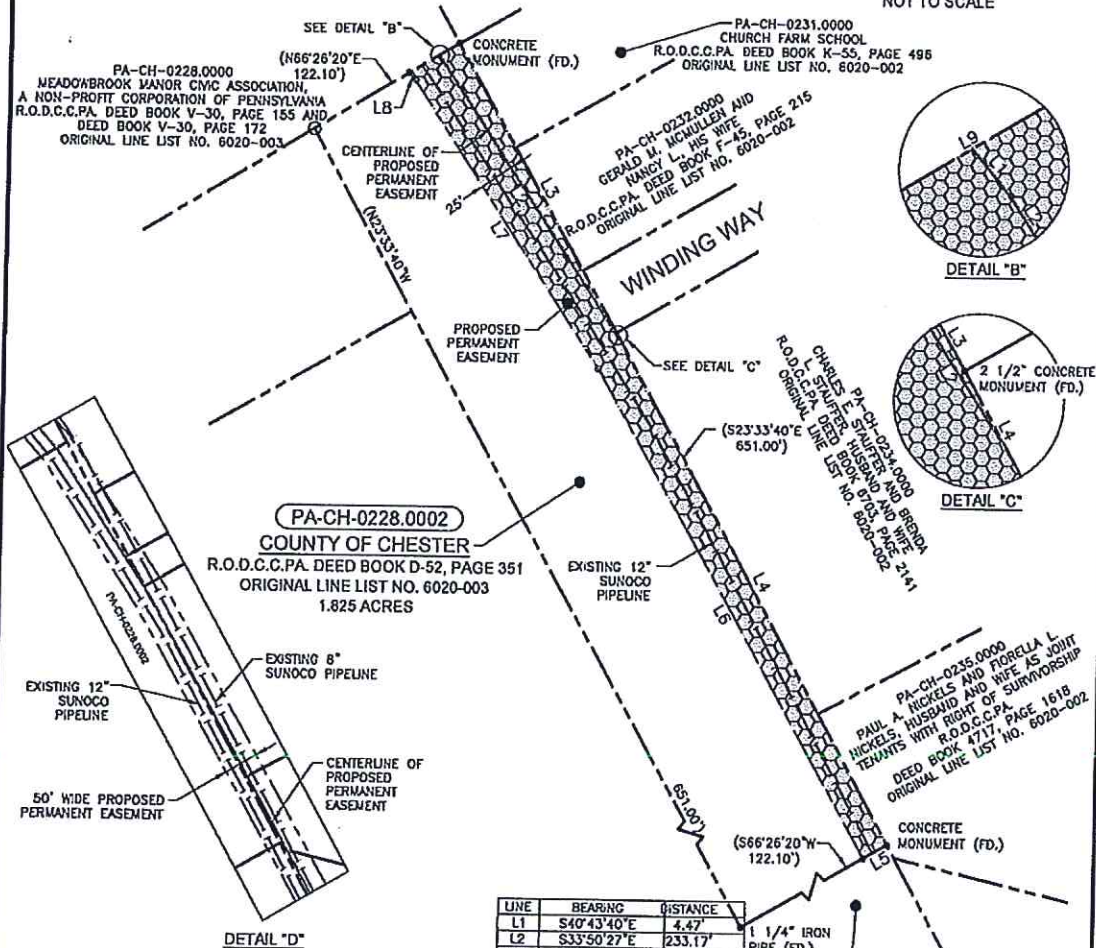 NOT TO SCALE
SEE DETAIL "B"
(N66°26'20"E
122.10')
CONCRETE
MONUMENT (FD.)
PA-CH-0231.0000
CHURCH FARM SCHOOL
R.O.D.C.C.PA. DEED BOOK K-55, PAGE 496
ORIGINAL LINE LIST NO. 6020-002
PA-CH-0228.0000
MEADOWBROOK MANOR CIVIC ASSOCIATION,
A NON-PROFIT CORPORATION OF PENNSYLVANIA
R.O.D.C.C.PA. DEED BOOK V-30, PAGE 155 AND
DEED BOOK V-30, PAGE 172
ORIGINAL LINE LIST NO. 6020-003
L8
CENTERLINE OF
PROPOSED
PERMANENT
EASEMENT
25'
L3
L7
PA-CH-0232.0000
GERALD M. MCMULLEN AND
NANCY L., HIS WIFE
R.O.D.C.C.PA. DEED BOOK F-45, PAGE 215
ORIGINAL LINE LIST NO. 6020-002
L9
L1
DETAIL "B"
(N23°33'40"W
WINDING WAY
PROPOSED
PERMANENT
EASEMENT
SEE DETAIL "C"
L3
L2
2 1/2" CONCRETE
MONUMENT (FD.)
L4
DETAIL "C"
PA-CH-0234.0000
CHARLES E. STAUFFER AND BRENDA
L. STAUFFER, HUSBAND AND WIFE
R.O.D.C.C.PA. DEED BOOK 6703, PAGE 2141
ORIGINAL LINE LIST NO. 6020-002
(S23°33'40"E
651.00')
PA-CH-0228.0002
COUNTY OF CHESTER
R.O.D.C.C.PA. DEED BOOK D-52, PAGE 351
ORIGINAL LINE LIST NO. 6020-003
1.825 ACRES
EXISTING 12"
SUNOCO
PIPELINE
L4
L6
PA-CH-0228.0002
EXISTING 8"
SUNOCO PIPELINE
EXISTING 12"
SUNOCO
PIPELINE
CENTERLINE OF
PROPOSED
PERMANENT
EASEMENT
50' WIDE PROPOSED
PERMANENT EASEMENT
DETAIL "D"
PA-CH-0235.0000
PAUL A. NICKELS AND FIORELLA L.
NICKELS, HUSBAND AND WIFE AS JOINT
TENANTS WITH RIGHT OF SURVIVORSHIP
R.O.D.C.C.PA.
DEED BOOK 4717, PAGE 1618
ORIGINAL LINE LIST NO. 6020-002
651.00')
(S66°26'20"W
122.10')
CONCRETE
MONUMENT (FD.)
L5
LINE BEARING DISTANCE
L1 S40°43'40"E 4.47'
L2 S33°50'27"E 233.17'
1 1/4" IRON
PIPE (FD.)